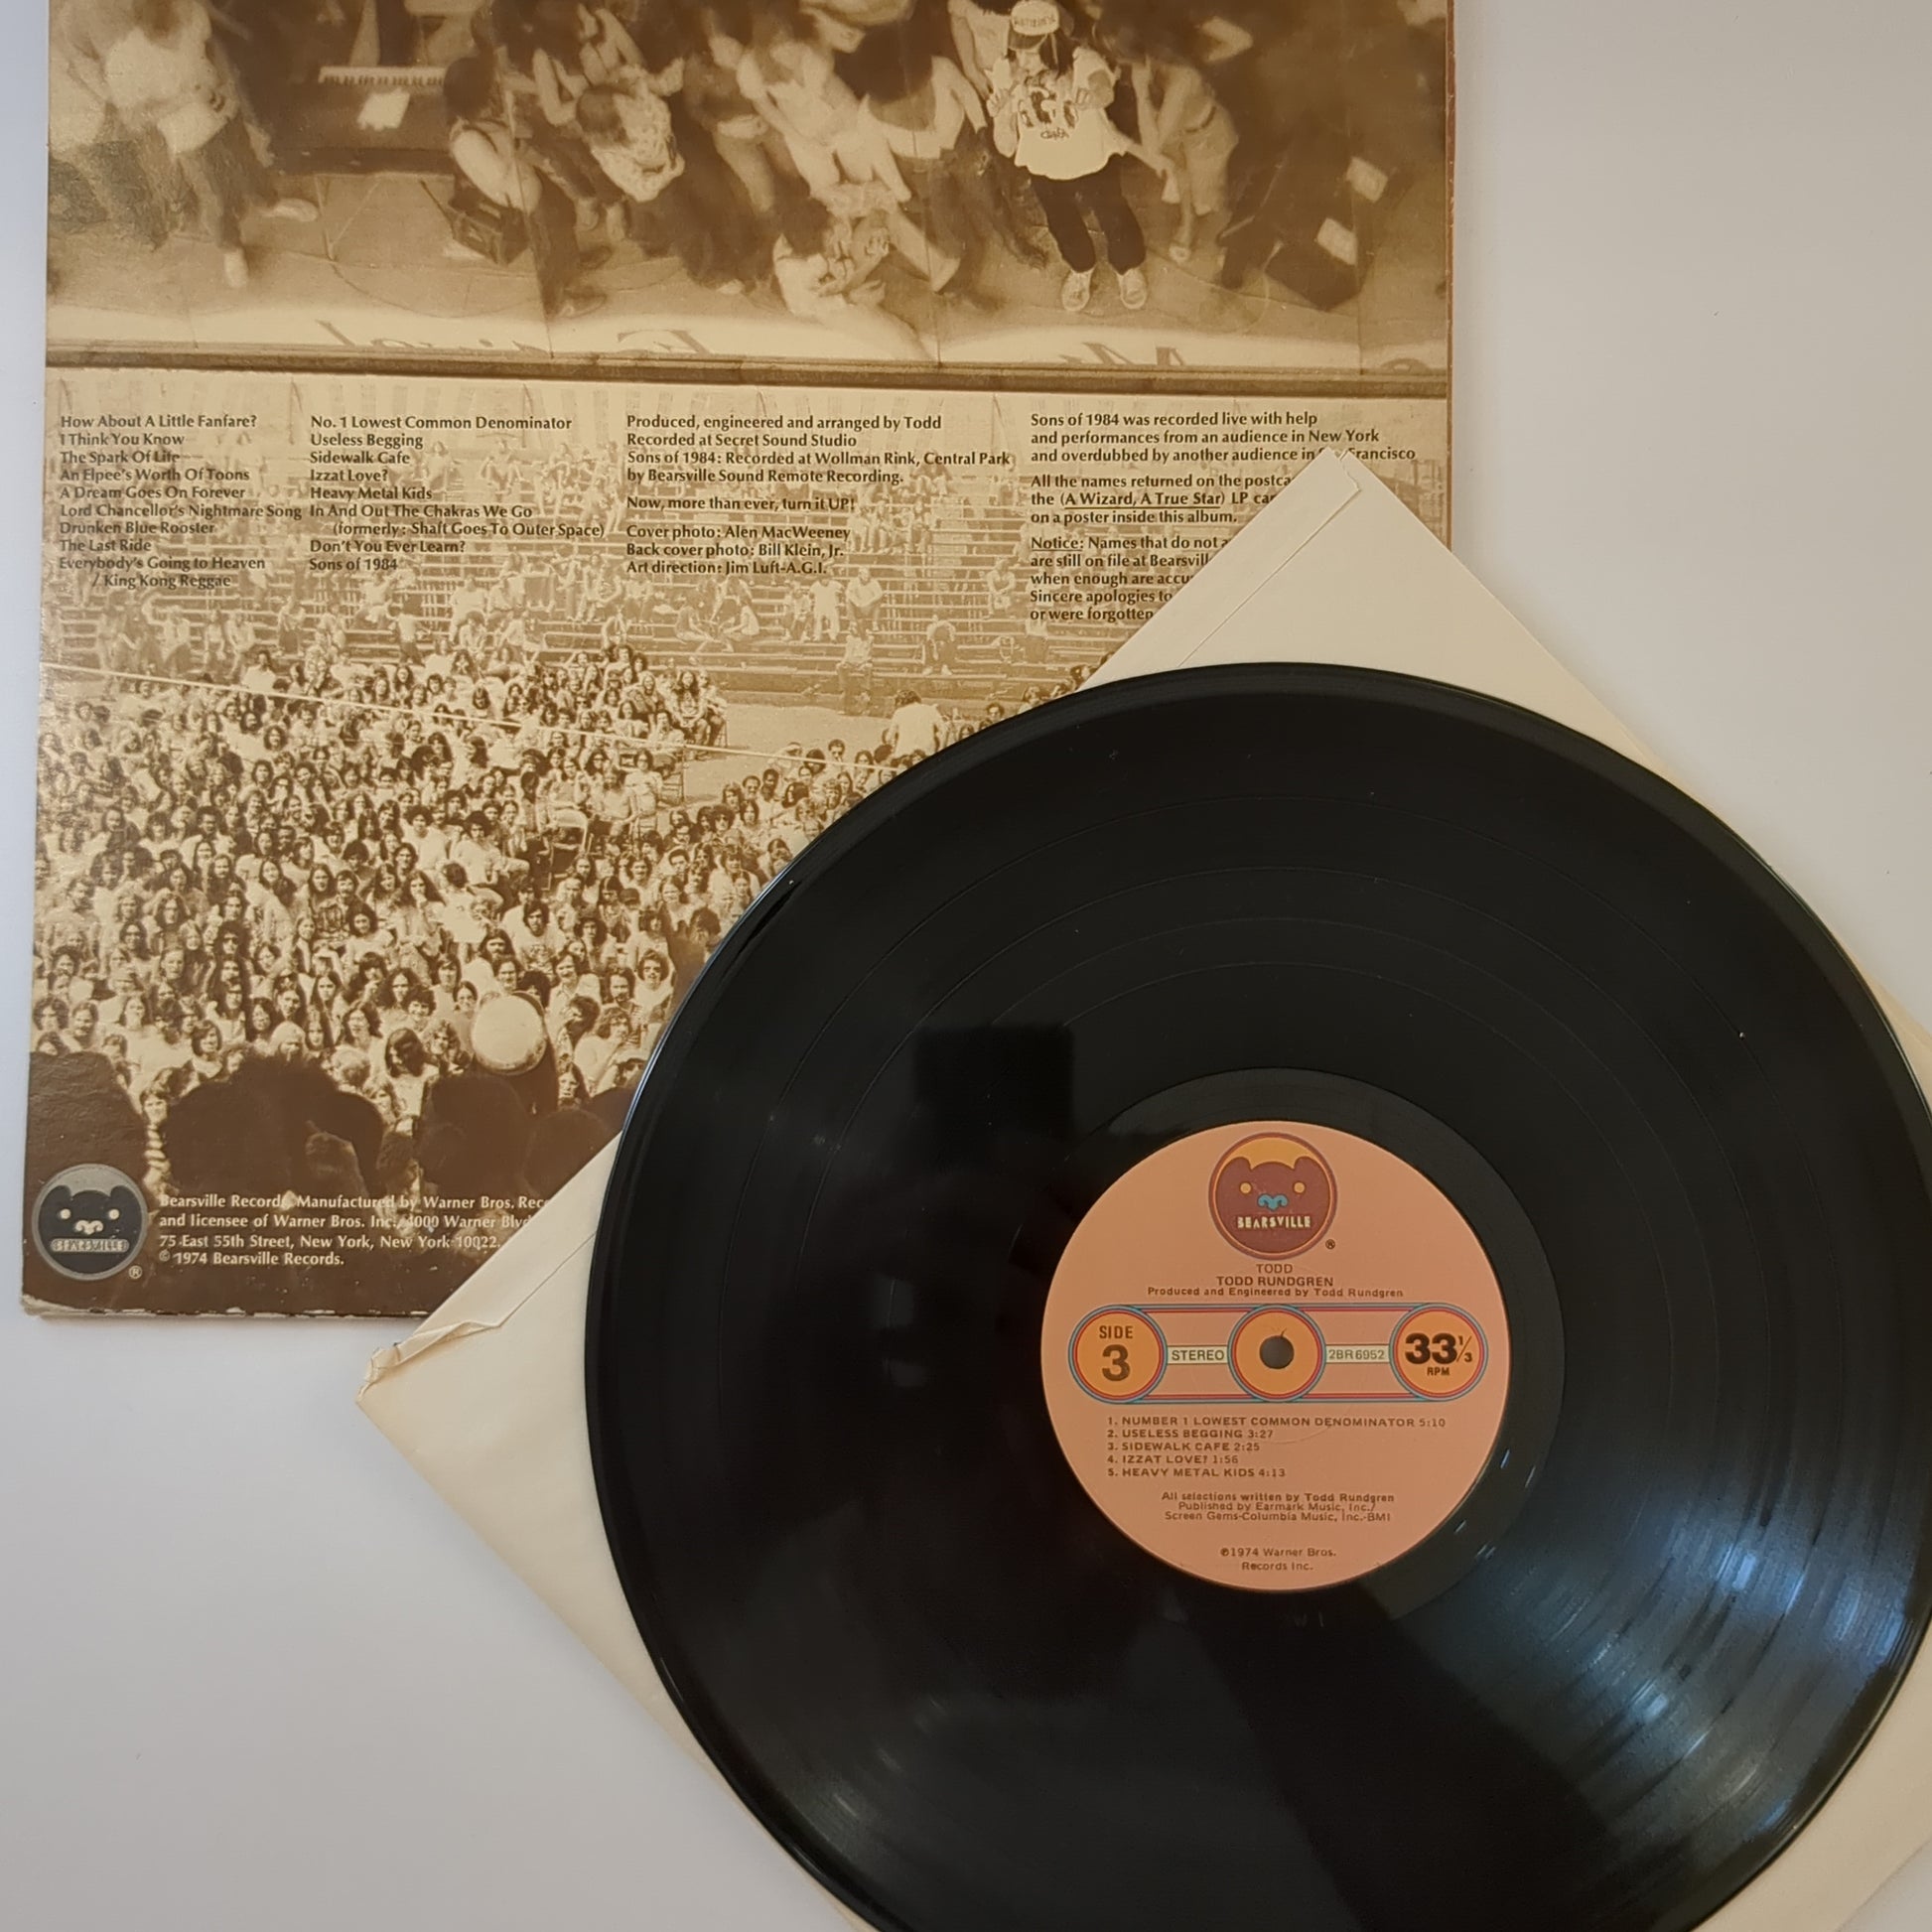 How About A Little Fanfare?
I Think You Know
The Spark Of Life
An Elpee's Worth Of Toons
A Dream Goes On Forever
Lord Chancellor's Nightmare Song
Drunken Blue Rooster
The Last Ride
Everybody's Going to Heaven
/ King Kong Reggae
No. 1 Lowest Common Denominator
Useless Begging
Sidewalk Cafe
Izzat Love?
Heavy Metal Kids
In And Out The Chakras We Go
(formerly: Shaft Goes To Outer Space)
Don't You Ever Learn?
Sons of 1984
Produced, engineered and arranged by Todd
Recorded at Secret Sound Studio
Sons of 1984: Recorded at Wollman Rink, Central Park
by Bearsville Sound Remote Recording.
Now, more than ever, turn it UP!
Cover photo: Alen MacWeeney
Back cover photo: Bill Klein, Jr.
Art direction: Jim Luft-A.G.I.
Sons of 1984 was recorded live with help
and performances from an audience in New York
and overdubbed by another audience in Francisco
All the names returned on the
the (A Wizard, A True Star) LP
on a poster inside this album.
Notice: Names that do not
are still on file at
when enough are
Sincere apologies to
or were forgotten
BEARSVILLE
®
Bearsville Records, Manufactured by Warner Bros.
and licensee of Warner Bros. Inc., 4000 Warner
75 East 55th Street, New York, New York 10022.
© 1974 Bearsville Records.
BEARSVILLE
®
TODD
TODD RUNDGREN
Produced and Engineered by Todd Rundgren
SIDE
3
STEREO
2BR 6952
33 1/3
RPM
1. NUMBER 1 LOWEST COMMON DENOMINATOR 5:10
2. USELESS BEGGING 3:27
3. SIDEWALK CAFE 2:25
4. IZZAT LOVE? 1:56
5. HEAVY METAL KIDS 4:13
All selections written by Todd Rundgren
Published by Earmark Music, Inc./
Screen Gems-Columbia Music, Inc.-BMI
℗1974 Warner Bros.
Records Inc.